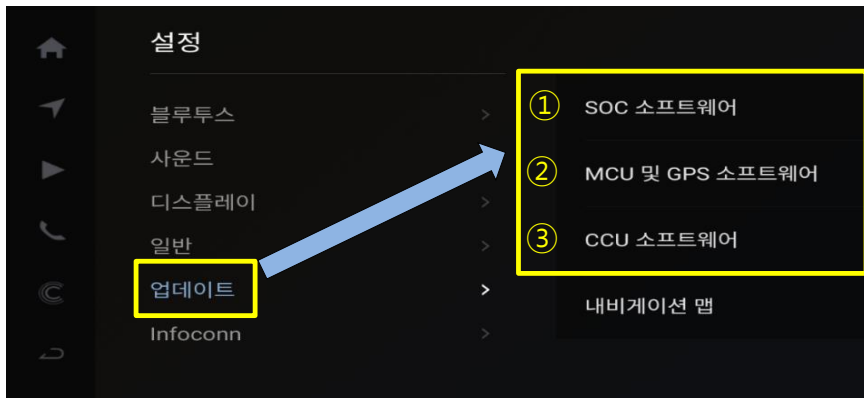 설정
블루투스
사운드
디스플레이
일반
업데이트
Infoconn
① SOC 소프트웨어
② MCU 및 GPS 소프트웨어
③ CCU 소프트웨어
내비게이션 맵